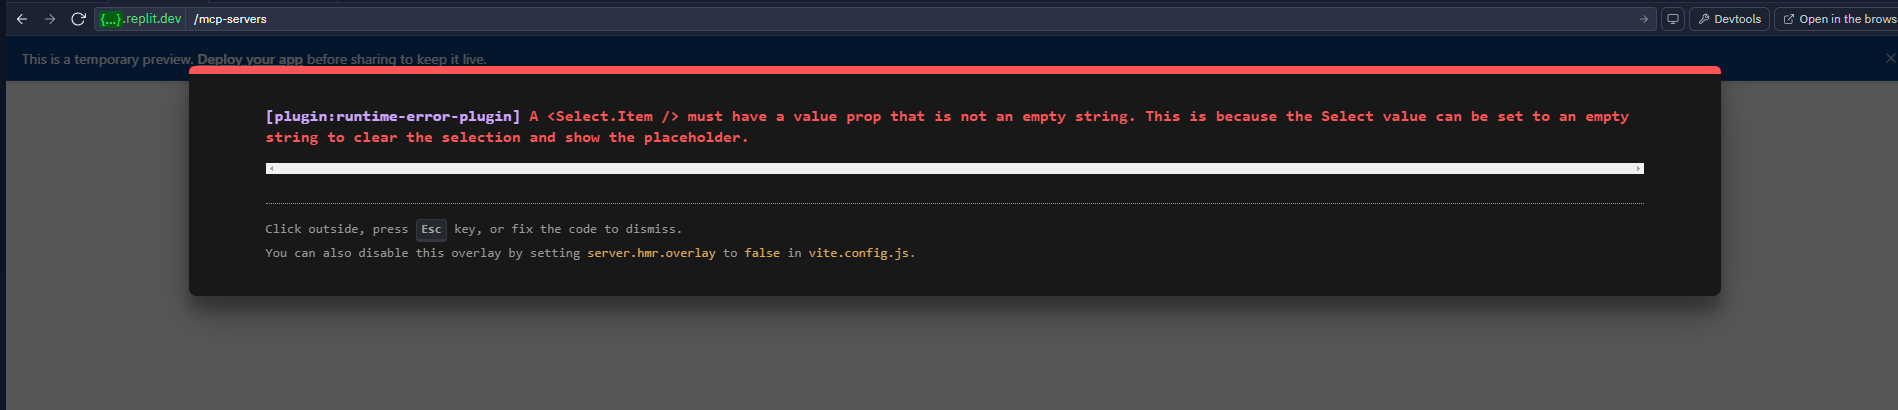 {...}.replit.dev /mcp-servers Devtools Open in the brows
This is a temporary preview. Deploy your app before sharing to keep it live.
[plugin:runtime-error-plugin] A <Select.Item /> must have a value prop that is not an empty string. This is because the Select value can be set to an empty
string to clear the selection and show the placeholder.
Click outside, press Esc key, or fix the code to dismiss.
You can also disable this overlay by setting server.hmr.overlay to false in vite.config.js.